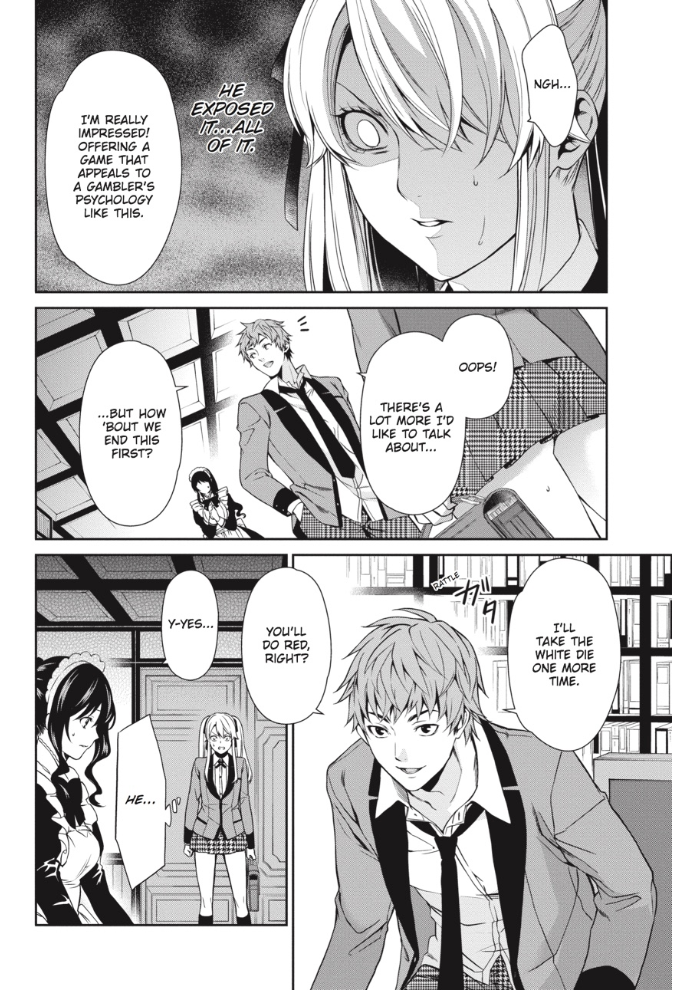 NGH...
HE
EXPOSED
IT...ALL
OF IT.
I'M REALLY
IMPRESSED!
OFFERING A
GAME THAT
APPEALS TO
A GAMBLER'S
PSYCHOLOGY
LIKE THIS.
OOPS!
THERE'S A
LOT MORE I'D
LIKE TO TALK
ABOUT...
...BUT HOW
'BOUT WE
END THIS
FIRST?
I'LL
TAKE THE
WHITE DIE
ONE MORE
TIME.
ガタ
RATTLE
YOU'LL
DO RED,
RIGHT?
Y-YES...
HE...